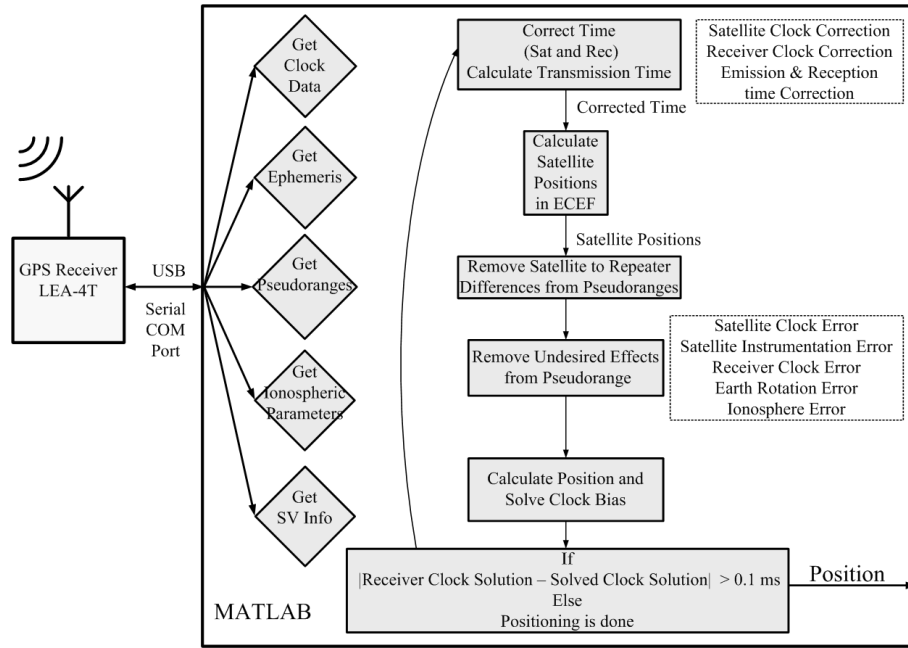 GPS Receiver
LEA-4T
USB
Serial
COM
Port
Get
Clock
Data
Get
Ephemeris
Get
Pseudoranges
Get
Ionospheric
Parameters
Get
SV Info
MATLAB
Correct Time
(Sat and Rec)
Calculate Transmission Time
Satellite Clock Correction
Receiver Clock Correction
Emission & Reception
time Correction
Corrected Time
Calculate
Satellite
Positions
in ECEF
Satellite Positions
Remove Satellite to Repeater
Differences from Pseudoranges
Remove Undesired Effects
from Pseudorange
Satellite Clock Error
Satellite Instrumentation Error
Receiver Clock Error
Earth Rotation Error
Ionosphere Error
Calculate Position and
Solve Clock Bias
If
|Receiver Clock Solution – Solved Clock Solution| > 0.1 ms
Else
Positioning is done
Position